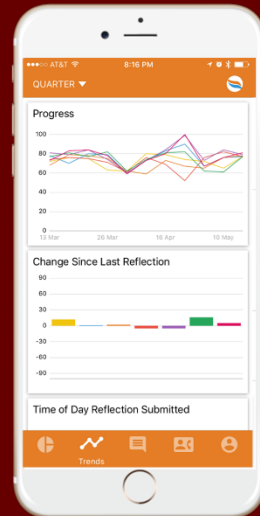 AT&T 8:16 PM
QUARTER
Progress
100
80
60
40
20
0
13 Mar 26 Mar 16 Apr 10 May
Change Since Last Reflection
90
60
30
0
-30
-60
-90
Time of Day Reflection Submitted
Trends